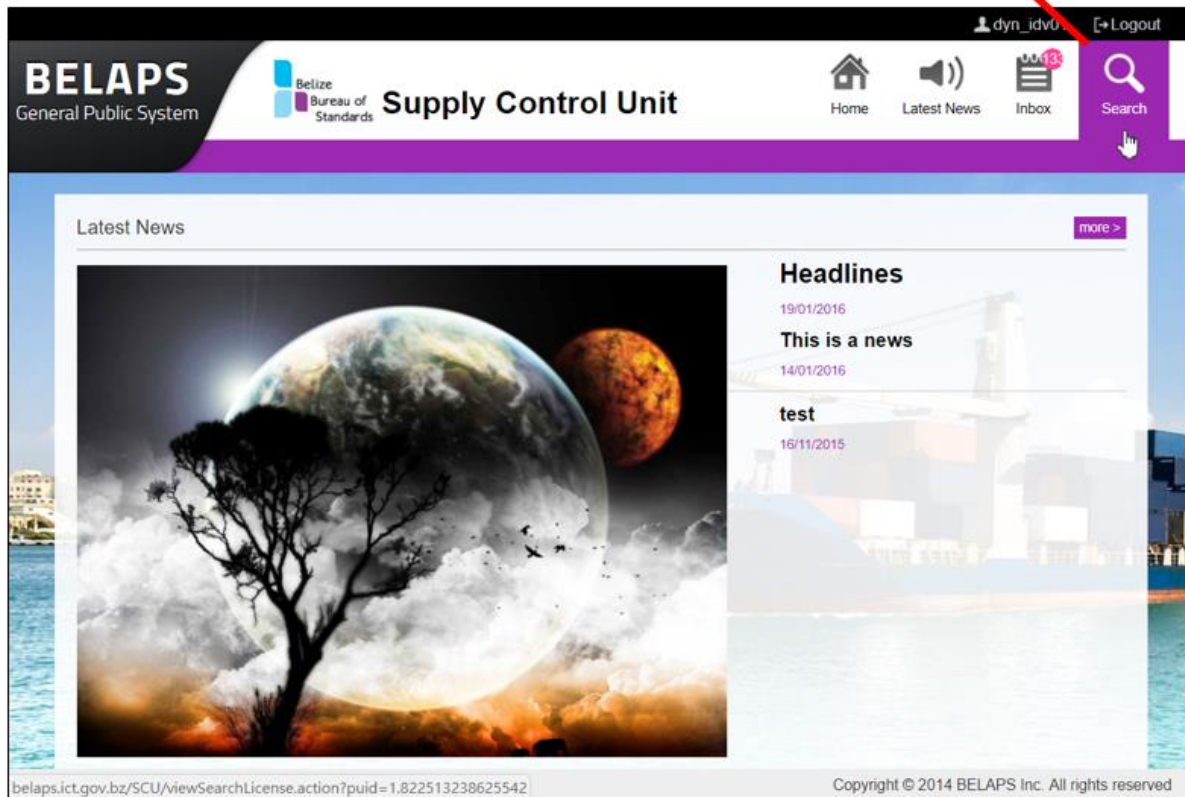 Logout
BELAPS
General Public System
Belize
Bureau of
Standards
Supply Control Unit
133
Home
Latest News
Inbox
Search
Latest News
more >
Headlines
19/01/2016
This is a news
14/01/2016
test
16/11/2015
belaps.ict.gov.bz/SCU/viewSearchLicense.action?puid=1.822513238625542
Copyright © 2014 BELAPS Inc. All rights reserved